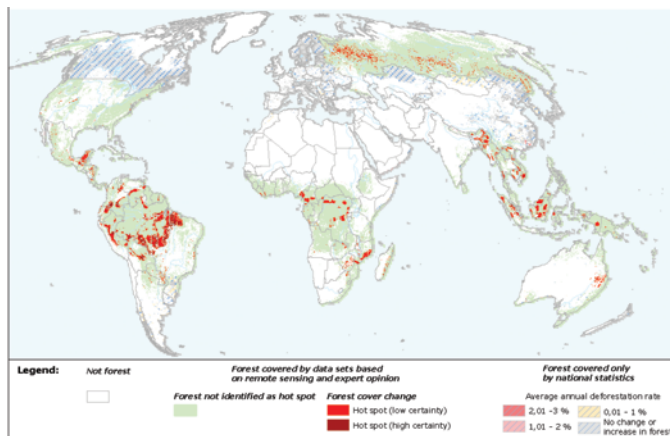 Legend:
Not forest
Forest covered by data sets based
on remote sensing and expert opinion
Forest not identified as hot spot
Forest cover change
Hot spot (low certainty)
Hot spot (high certainty)
Forest covered only
by national statistics
Average annual deforestation rate
2,01 -3 %
1,01 - 2 %
0,01 - 1 %
No change or
increase in forest